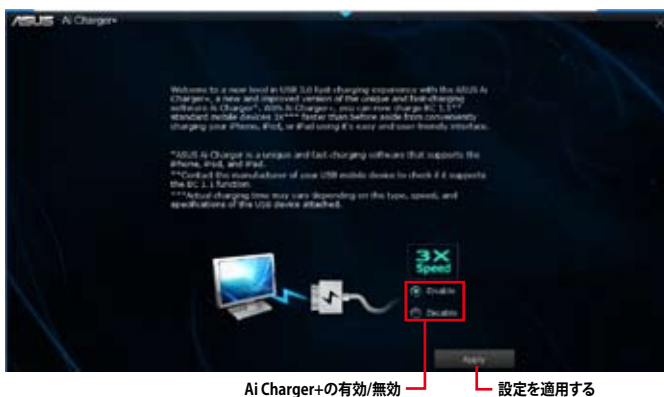 ASUS Ai Charger+
Welcome to a new level in USB 3.0 fast-charging experience with the ASUS Ai
Charger+, a new and improved version of the unique and fast-charging
software Ai Charger*. With Ai Charger+, you can now charge BC 1.1**
standard mobile devices 3x*** faster than before aside from conveniently
charging your iPhone, iPod, or iPad using it's easy and user-friendly interface.
*ASUS Ai Charger is a unique and fast-charging software that supports the
iPhone, iPod, and iPad.
**Contact the manufacturer of your USB mobile device to check if it supports
the BC 1.1 function.
***Actual charging time may vary depending on the type, speed, and
specifications of the USB device attached.
3X
Speed
Enable
Disable
Apply
Ai Charger+の有効/無効
設定を適用する